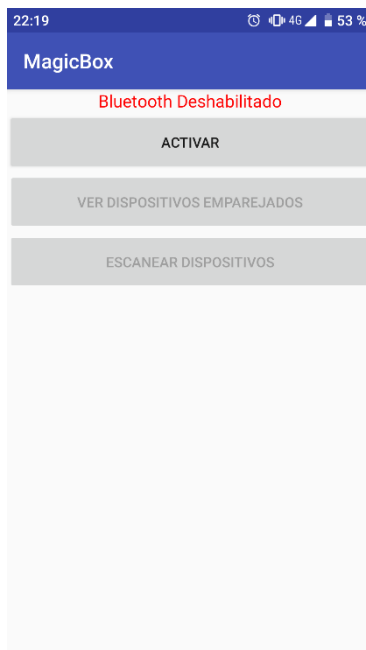 22:19 4G 53 %
MagicBox
Bluetooth Deshabilitado
ACTIVAR
VER DISPOSITIVOS EMPAREJADOS
ESCANEAR DISPOSITIVOS